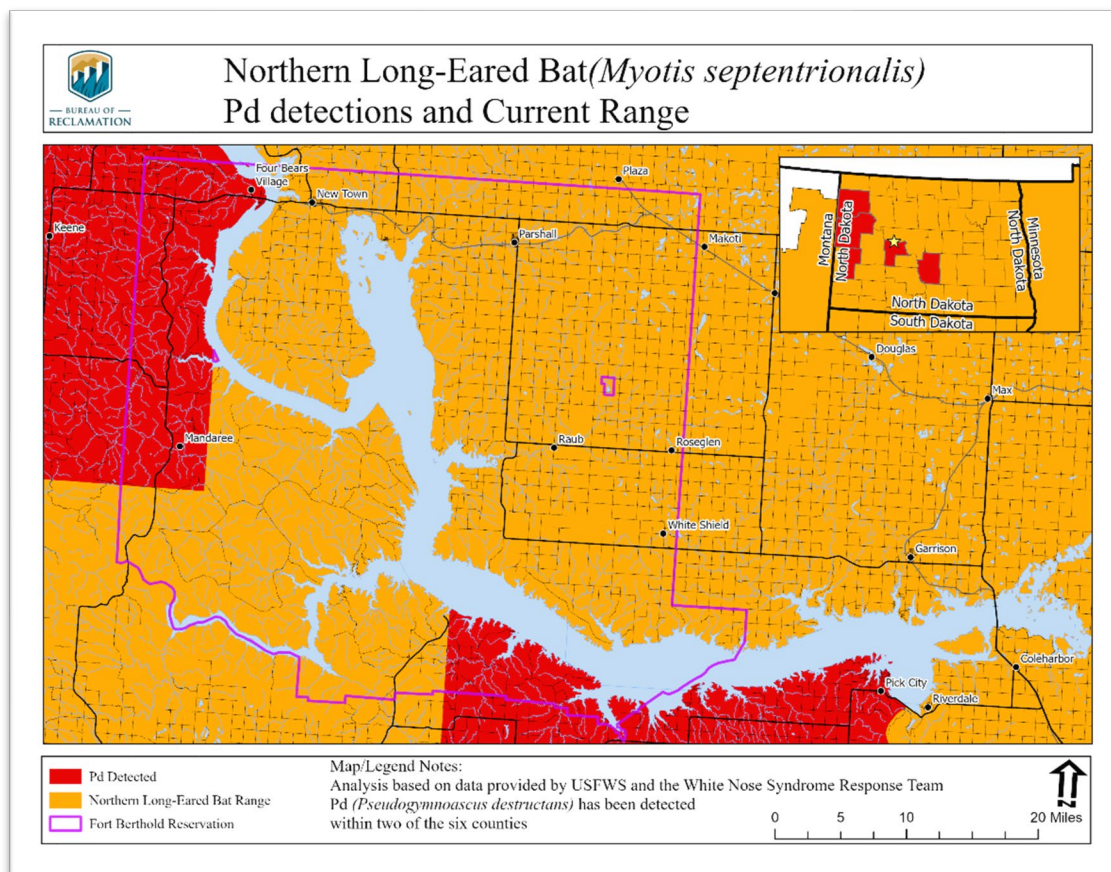 BUREAU OF
RECLAMATION
Northern Long-Eared Bat(Myotis septentrionalis)
Pd detections and Current Range
Four Bears
Village
New Town
Plaza
Keene
Parshall
Makoti
Montana
North Dakota
Minnesota
North Dakota
North Dakota
South Dakota
Douglas
Max
Mandaree
Raub
Roseglen
White Shield
Garrison
Coleharbor
Pick City
Riverdale
Pd Detected
Northern Long-Eared Bat Range
Fort Berthold Reservation
Map/Legend Notes:
Analysis based on data provided by USFWS and the White Nose Syndrome Response Team
Pd (Pseudogymnoascus destructans) has been detected
within two of the six counties
N
0 5 10 20 Miles